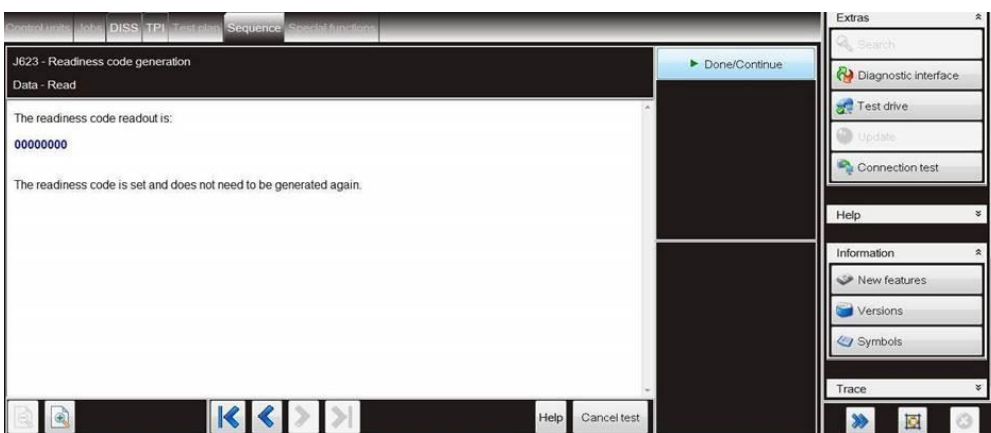 Control units Jobs DISS TPI Test plan Sequence Special functions
J623 - Readiness code generation
Data - Read
Done/Continue
The readiness code readout is:
00000000
The readiness code is set and does not need to be generated again.
Help Cancel test
Extras
Search
Diagnostic interface
Test drive
Update
Connection test
Help
Information
New features
Versions
Symbols
Trace